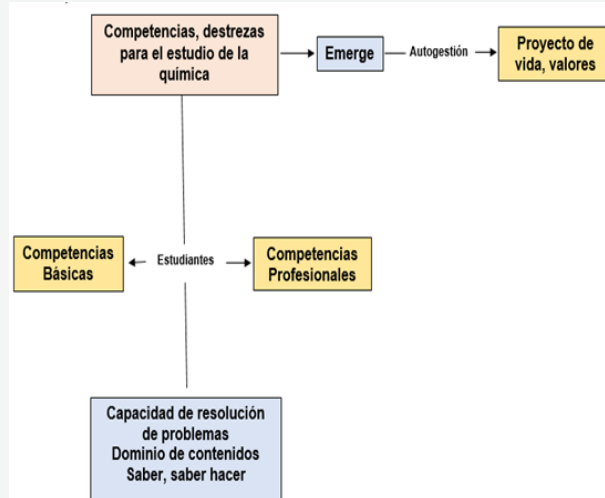 Competencias, destrezas
para el estudio de la
química
Emerge
Autogestión
Proyecto de
vida, valores
Competencias
Básicas
Estudiantes
Competencias
Profesionales
Capacidad de resolución
de problemas
Dominio de contenidos
Saber, saber hacer